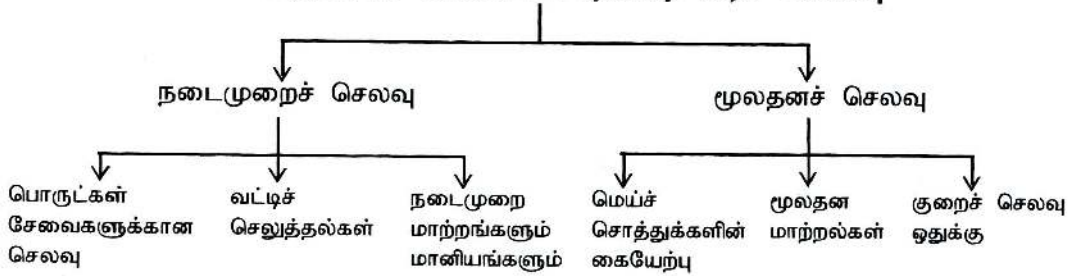 நடைமுறைச் செலவு
மூலதனச் செலவு
பொருட்கள்
சேவைகளுக்கான
செலவு
வட்டிச்
செலுத்தல்கள்
நடைமுறை
மாற்றங்களும்
மானியங்களும்
மெய்ச்
சொத்துக்களின்
கையேற்பு
மூலதன
மாற்றல்கள்
குறைச் செலவு
ஒதுக்கு